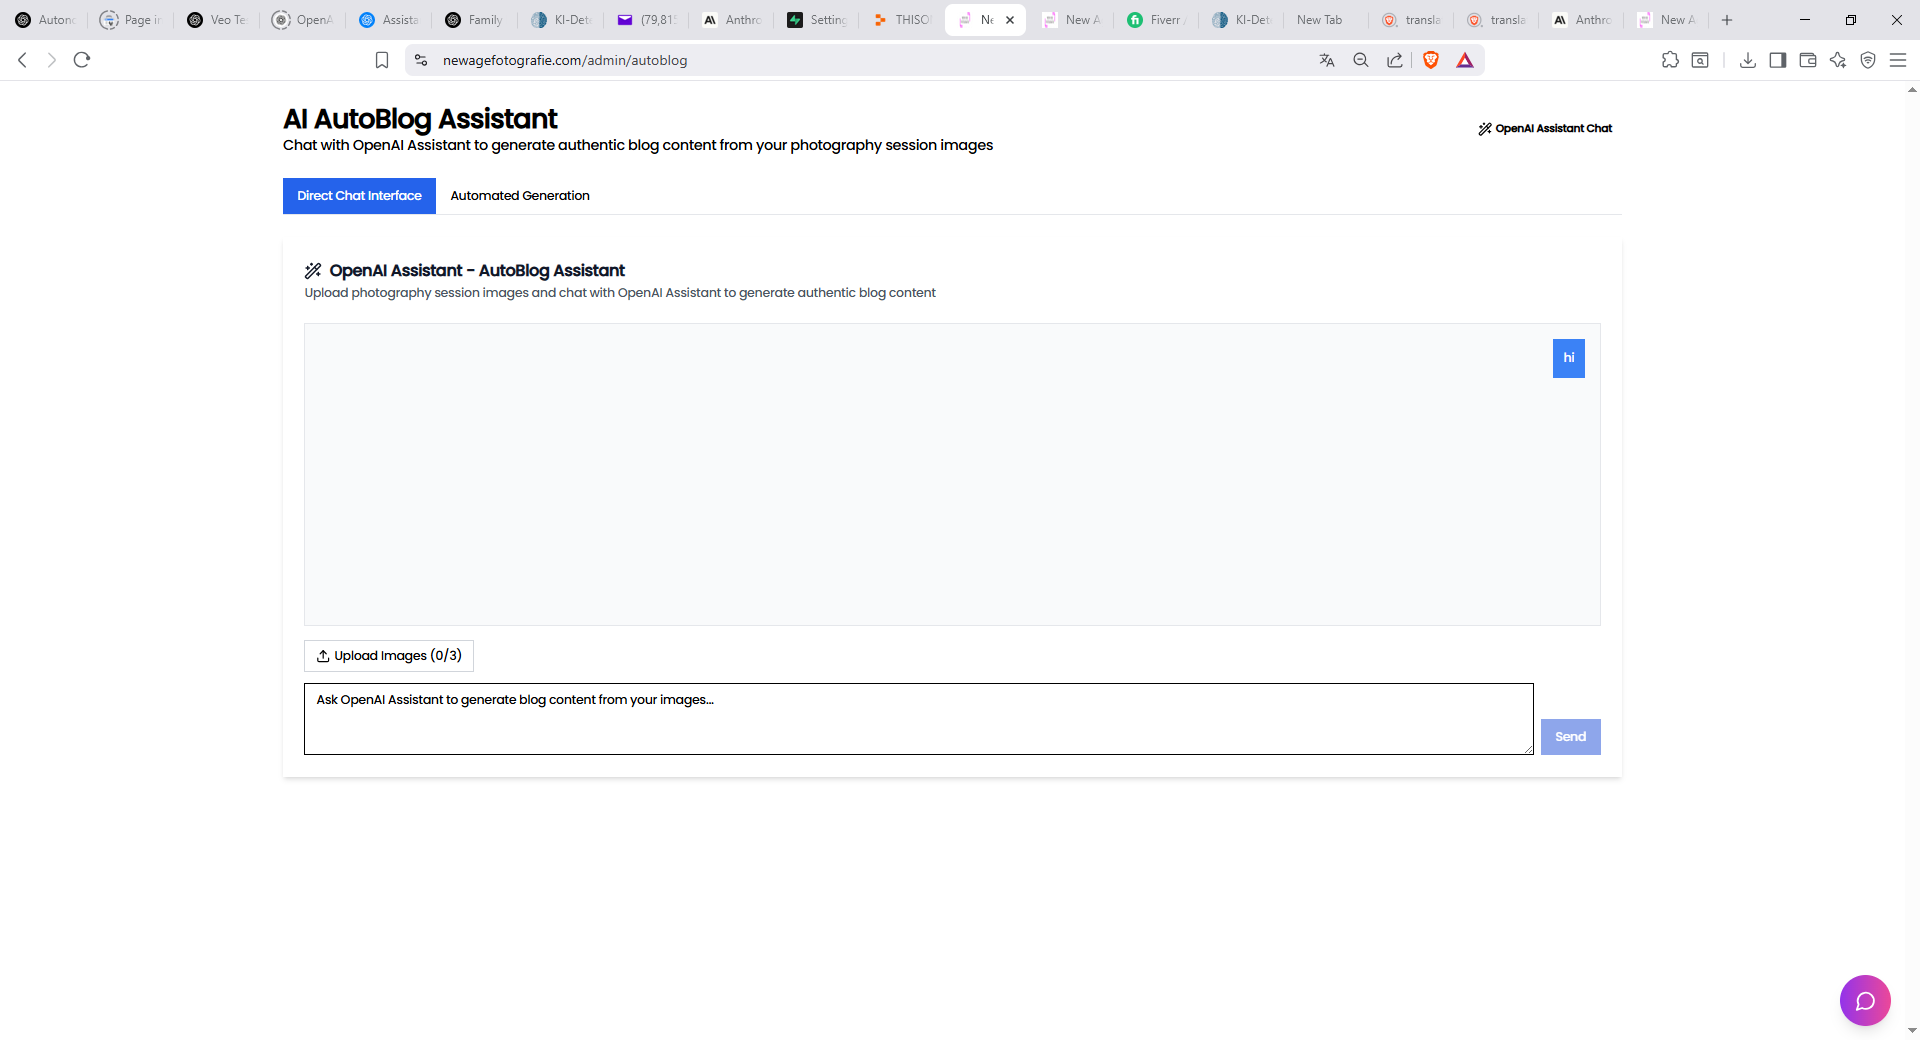 Autono
Page in
Veo Te
OpenA
Assista
Family
KI-Dete
(79,815
Anthro
Setting
THISO
Ne
New A
Fiverr
KI-Det
New Tab
transla
transla
Anthro
New A
newagefotografie.com/admin/autoblog
AI AutoBlog Assistant
OpenAI Assistant Chat
Chat with OpenAI Assistant to generate authentic blog content from your photography session images
Direct Chat Interface
Automated Generation
OpenAI Assistant - AutoBlog Assistant
Upload photography session images and chat with OpenAI Assistant to generate authentic blog content
hi
Upload Images (0/3)
Ask OpenAI Assistant to generate blog content from your images...
Send